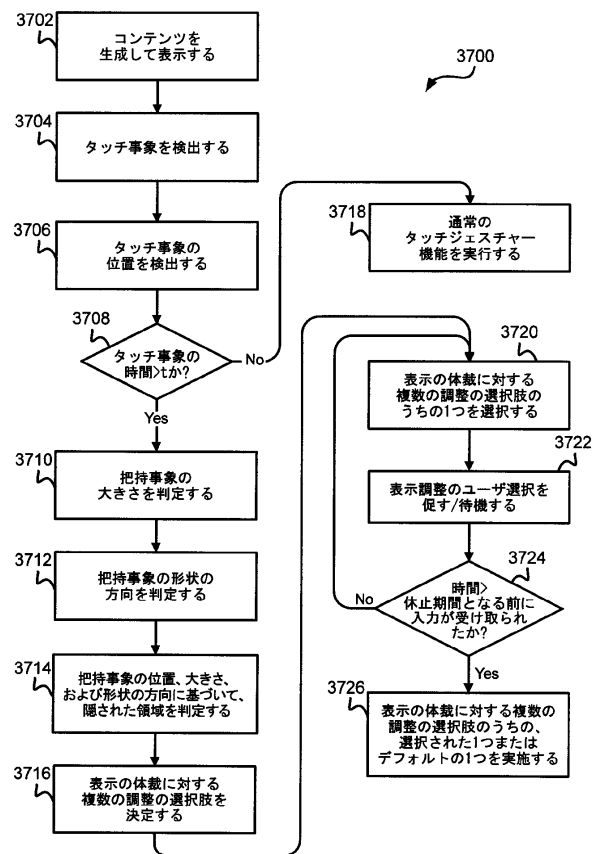 3700
3702
コンテンツを
生成して表示する
3704
タッチ事象を検出する
3706
タッチ事象の
位置を検出する
3708
タッチ事象の
時間>tか?
No
Yes
3710
把持事象の
大きさを判定する
3712
把持事象の形状の
方向を判定する
3714
把持事象の位置、大きさ、
および形状の方向に基づいて、
隠された領域を判定する
3716
表示の体裁に対する
複数の調整の選択肢を
決定する
3718
通常の
タッチジェスチャー
機能を実行する
3720
表示の体裁に対する
複数の調整の選択肢の
うちの1つを選択する
3722
表示調整のユーザ選択を
促す/待機する
3724
時間>
休止期間となる前に
入力が受け取られ
たか?
No
Yes
3726
表示の体裁に対する複数の
調整の選択肢のうちの、
選択された1つまたは
デフォルトの1つを実施する